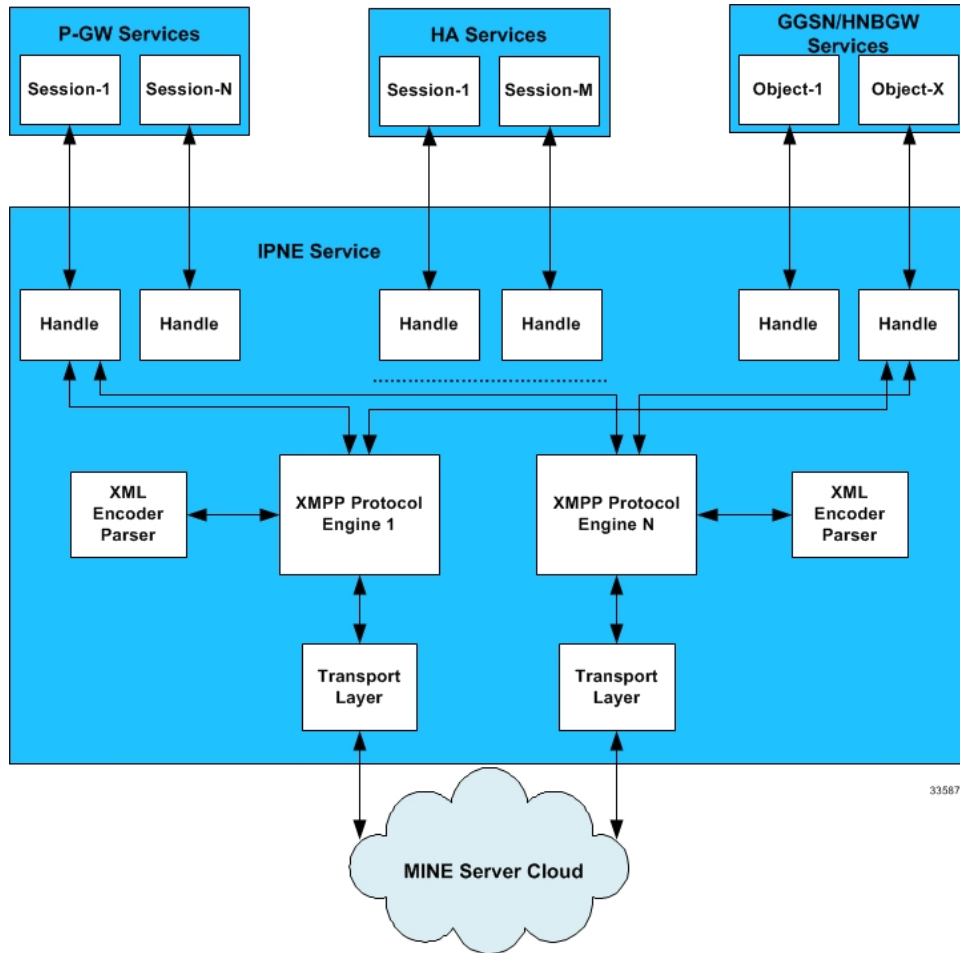 P-GW Services
Session-1
Session-N
HA Services
Session-1
Session-M
GGSN/HNBGW
Services
Object-1
Object-X
IPNE Service
Handle
Handle
Handle
Handle
Handle
Handle
XML
Encoder
Parser
XMPP Protocol
Engine 1
XMPP Protocol
Engine N
XML
Encoder
Parser
Transport
Layer
Transport
Layer
33587
MINE Server Cloud